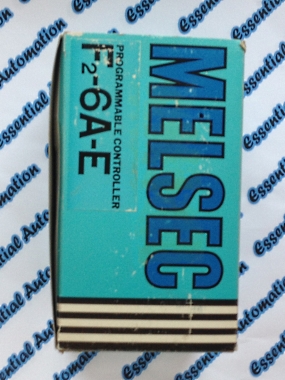 MELSEC
PROGRAMMABLE CONTROLLER
F2-6A-E
Essential Automation